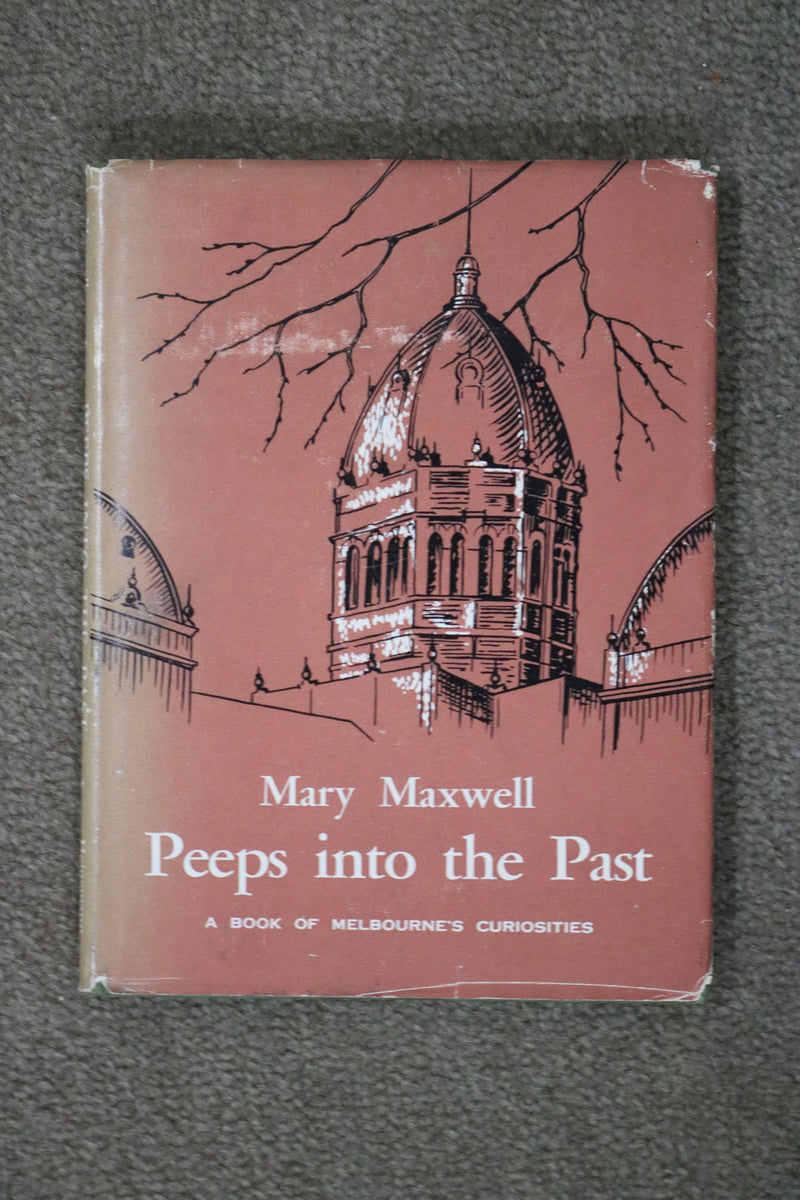 Mary Maxwell
Peeps into the Past
A BOOK OF MELBOURNE'S CURIOSITIES